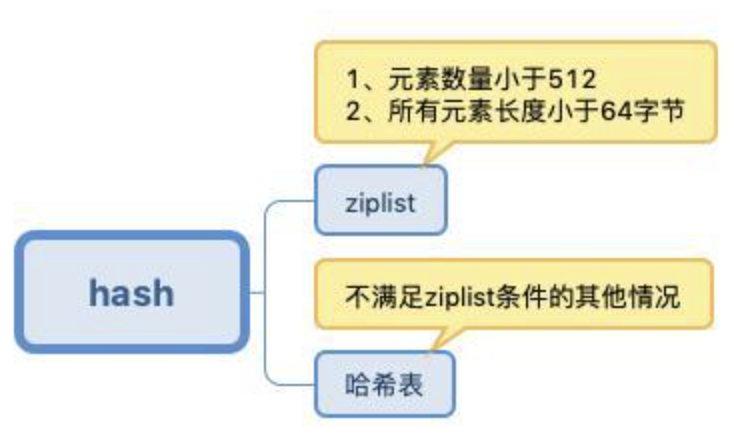 1、元素数量小于512
2、所有元素长度小于64字节
ziplist
hash
不满足ziplist条件的其他情况
哈希表